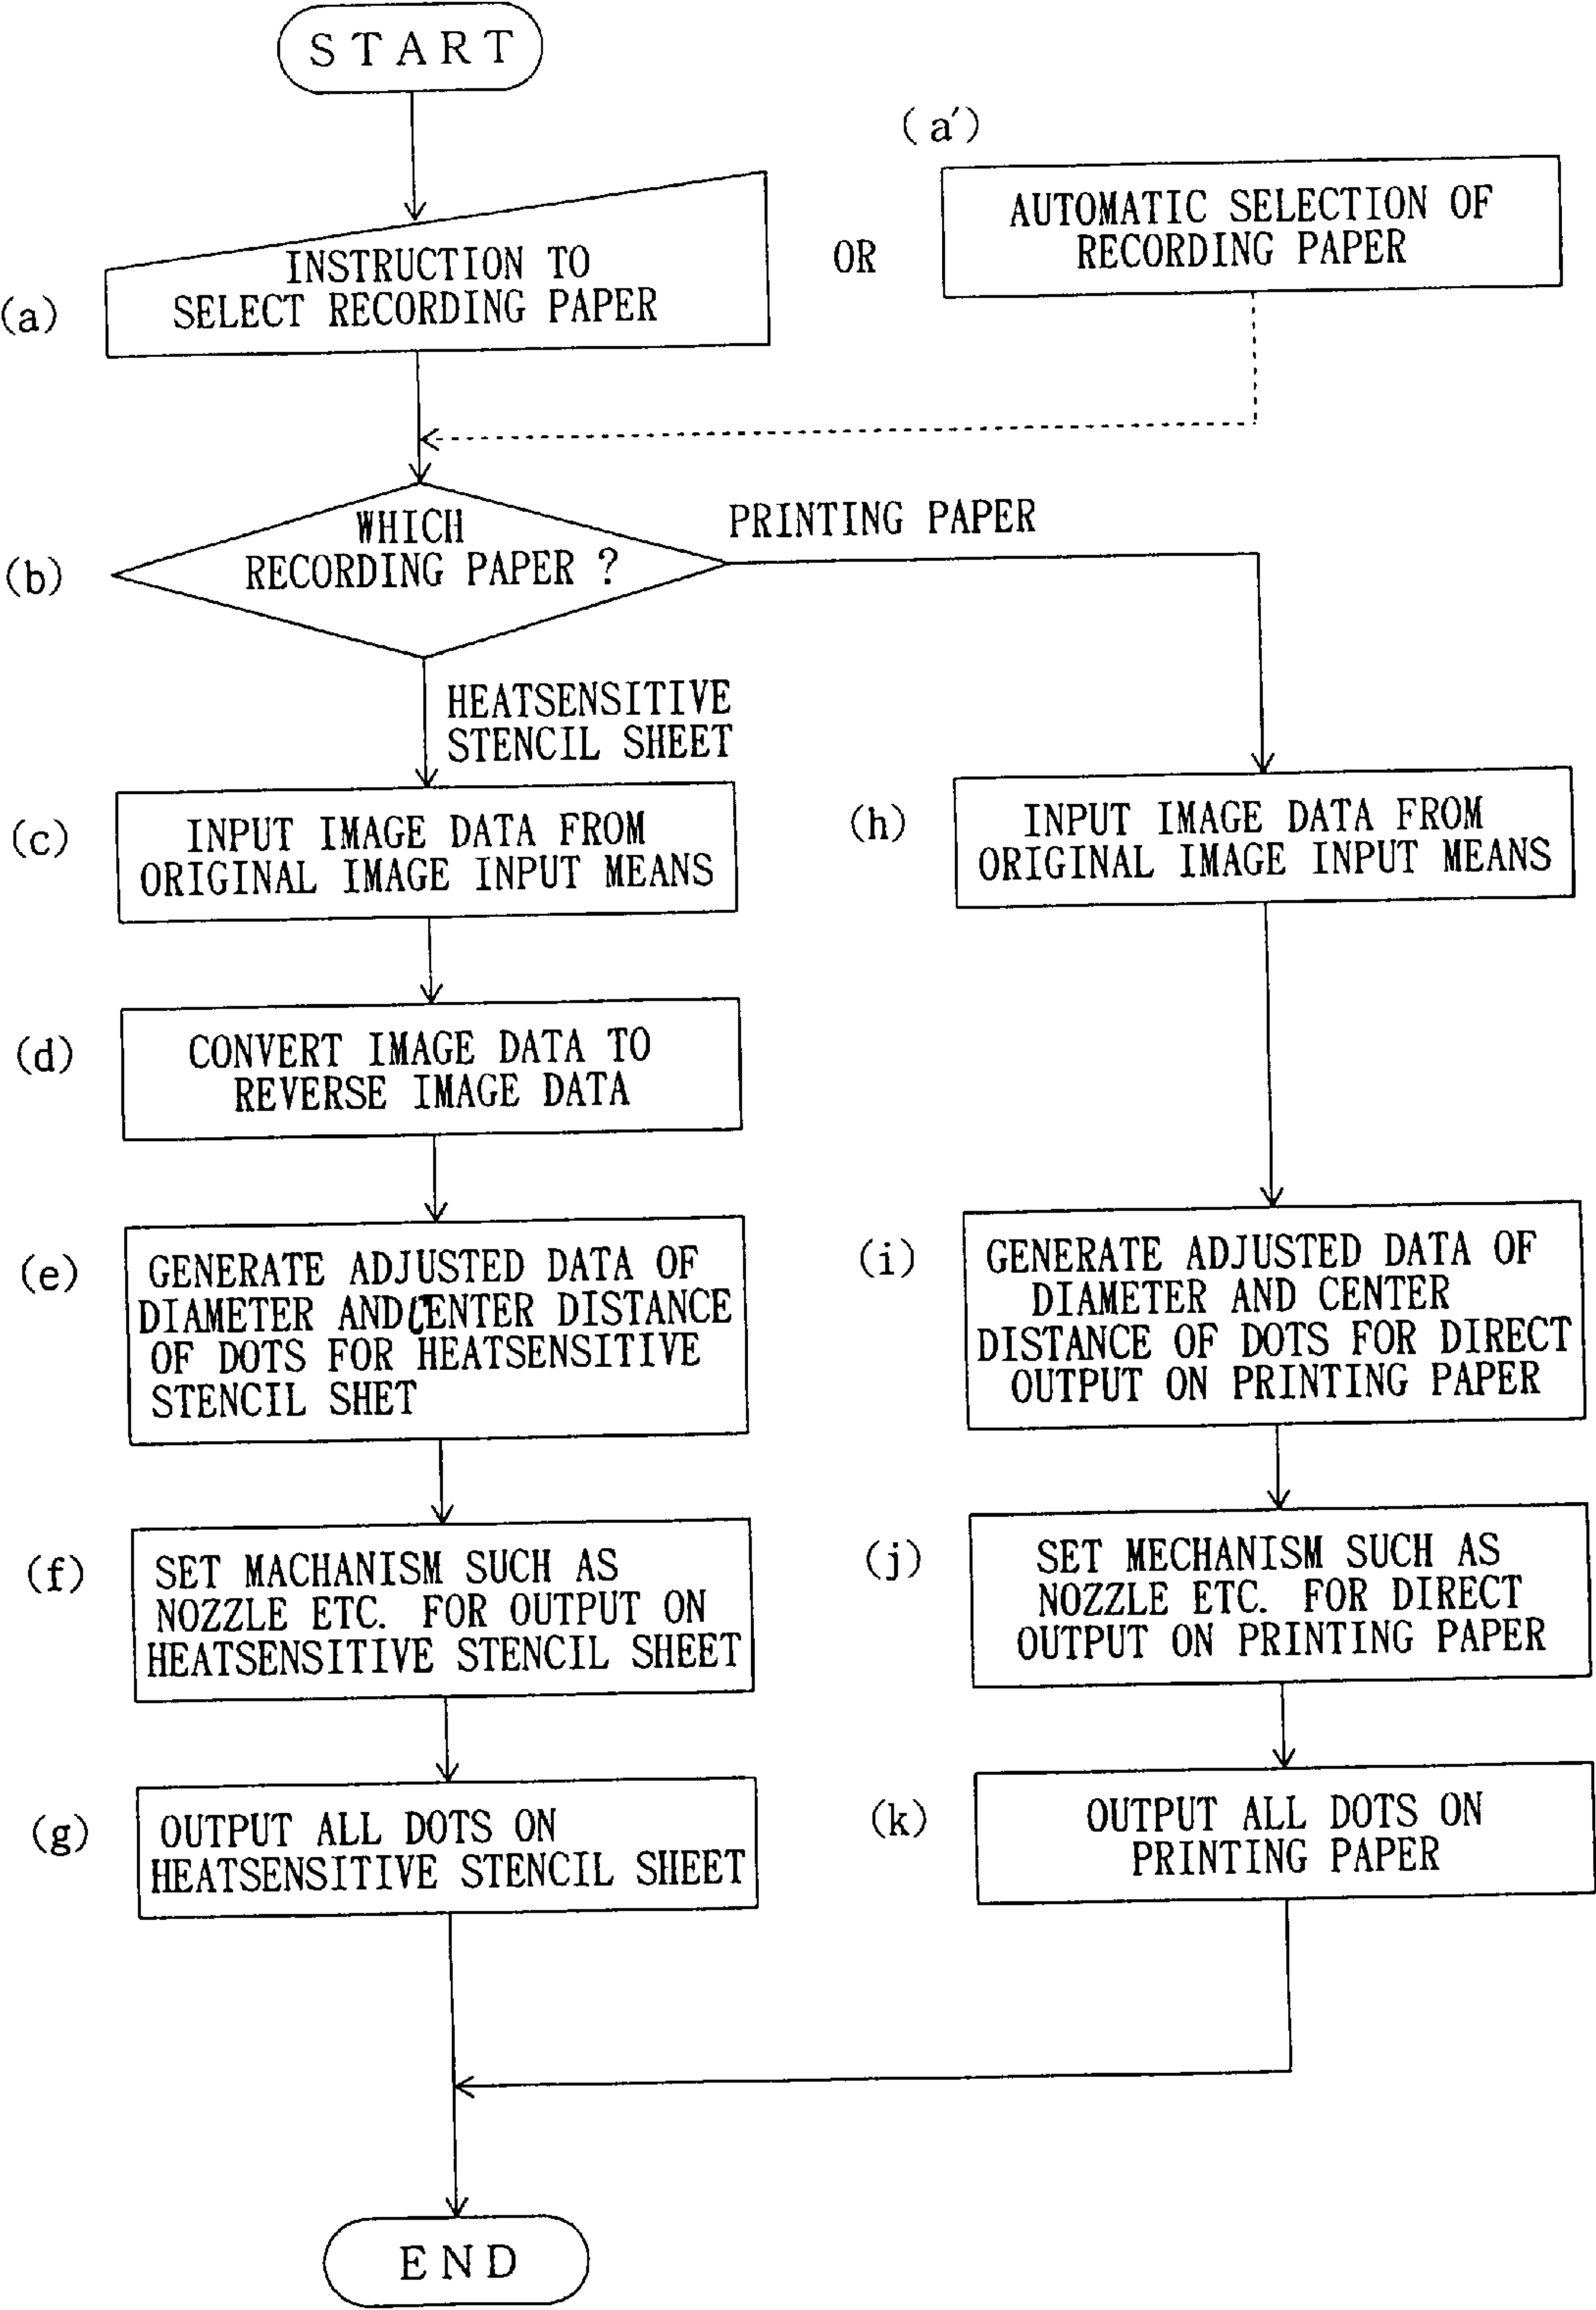 START
(a')
AUTOMATIC SELECTION OF
RECORDING PAPER
OR
INSTRUCTION TO
SELECT RECORDING PAPER
(a)
WHICH
RECORDING PAPER ?
(b)
PRINTING PAPER
HEATSENSITIVE
STENCIL SHEET
(c)
INPUT IMAGE DATA FROM
ORIGINAL IMAGE INPUT MEANS
(h)
INPUT IMAGE DATA FROM
ORIGINAL IMAGE INPUT MEANS
(d)
CONVERT IMAGE DATA TO
REVERSE IMAGE DATA
(e)
GENERATE ADJUSTED DATA OF
DIAMETER AND CENTER DISTANCE
OF DOTS FOR HEATSENSITIVE
STENCIL SHET
(i)
GENERATE ADJUSTED DATA OF
DIAMETER AND CENTER
DISTANCE OF DOTS FOR DIRECT
OUTPUT ON PRINTING PAPER
(f)
SET MACHANISM SUCH AS
NOZZLE ETC. FOR OUTPUT ON
HEATSENSITIVE STENCIL SHEET
(j)
SET MECHANISM SUCH AS
NOZZLE ETC. FOR DIRECT
OUTPUT ON PRINTING PAPER
(g)
OUTPUT ALL DOTS ON
HEATSENSITIVE STENCIL SHEET
(k)
OUTPUT ALL DOTS ON
PRINTING PAPER
END